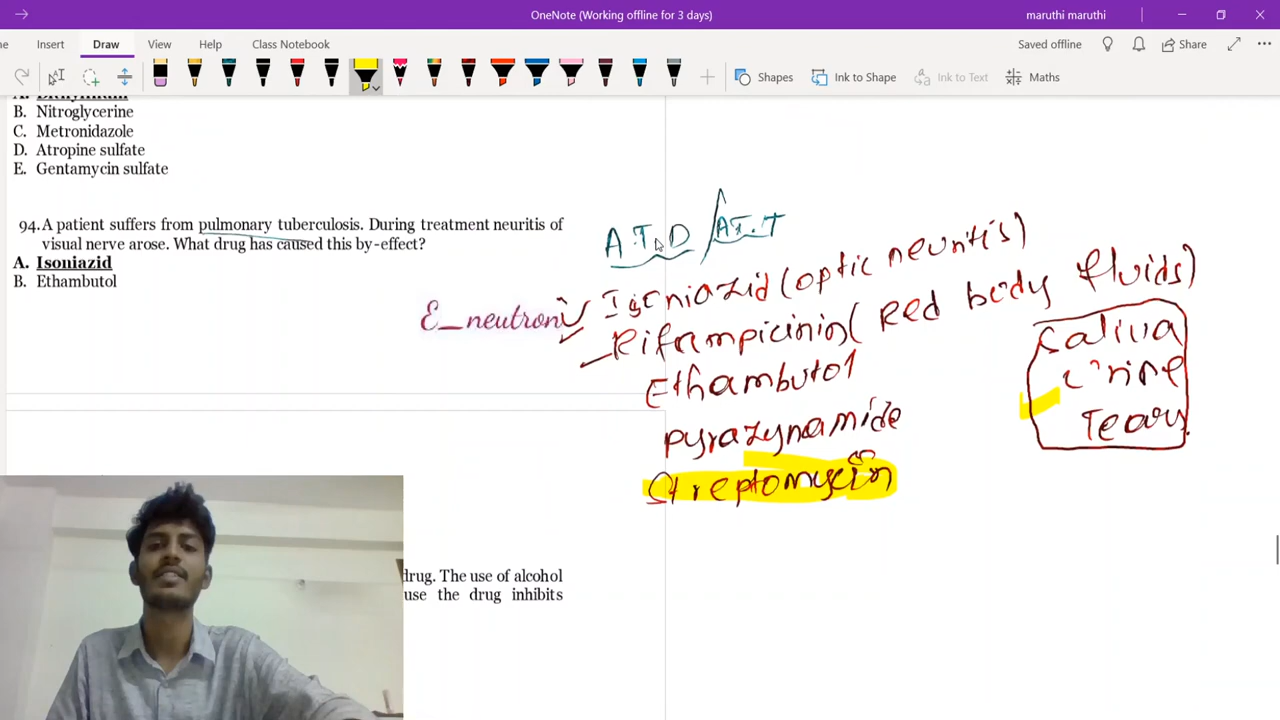 OneNote (Working offline for 3 days)
maruthi maruthi
Insert
Draw
View
Help
Class Notebook
Saved offline
Share
Shapes
Ink to Shape
Ink to Text
Maths
B. Nitroglycerine
C. Metronidazole
D. Atropine sulfate
E. Gentamycin sulfate
94. A patient suffers from pulmonary tuberculosis. During treatment neuritis of
visual nerve arose. What drug has caused this by-effect?
A. Isoniazid
B. Ethambutol
A.T.D / A.T.T
Isoniazid (optic neuritis)
E_neutron
Rifampicinin( Red body fluids)
Saliva
Urine
Tears
Ethambutol
pyrazynamide
Streptomycin
drug. The use of alcohol
use the drug inhibits